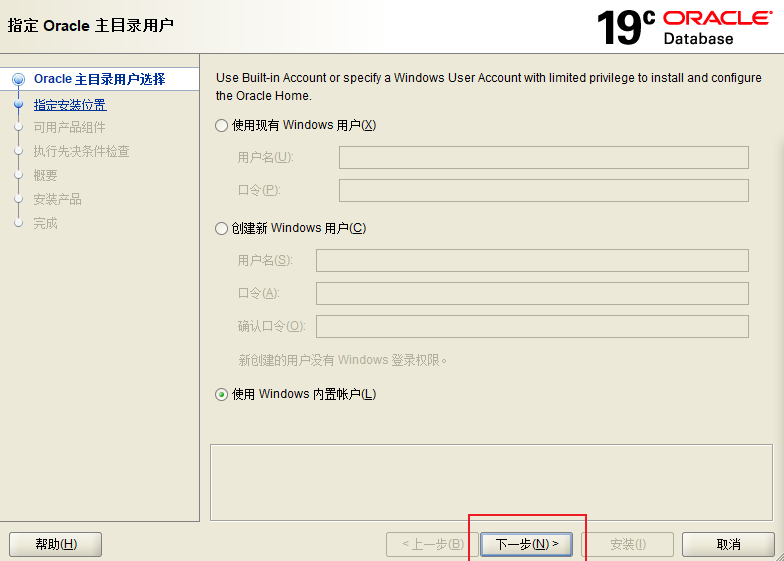 指定 Oracle 主目录用户
19c ORACLE
Database
Oracle 主目录用户选择
指定安装位置
可用产品组件
执行先决条件检查
概要
安装产品
完成
Use Built-in Account or specify a Windows User Account with limited privilege to install and configure
the Oracle Home.
使用现有 Windows 用户(X)
用户名(U):
口令(P):
创建新 Windows 用户(C)
用户名(S):
口令(A):
确认口令(O):
新创建的用户没有 Windows 登录权限。
使用 Windows 内置帐户(L)
帮助(H)
< 上一步(B)
下一步(N) >
安装(I)
取消